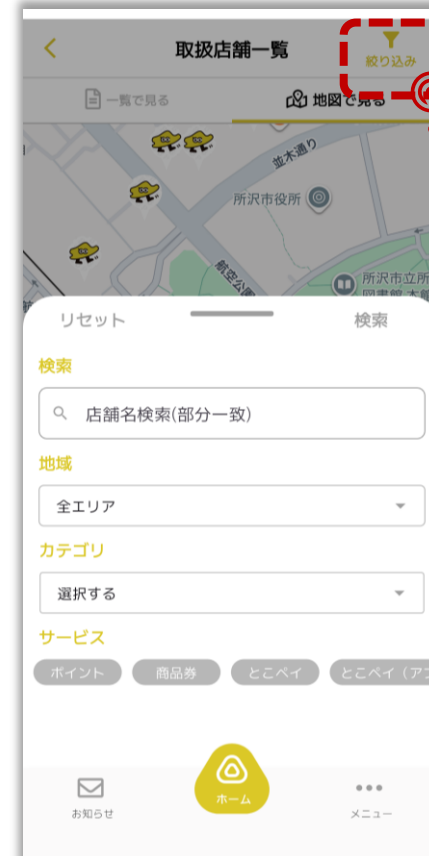 取扱店舗一覧
絞り込み
一覧で見る
地図で見る
並木通り
所沢市役所
所沢市立所
図書館 本館
航空公園
リセット
検索
検索
店舗名検索(部分一致)
地域
全エリア
カテゴリ
選択する
サービス
ポイント
商品券
とこペイ
とこペイ（アプ
お知らせ
ホーム
メニュー